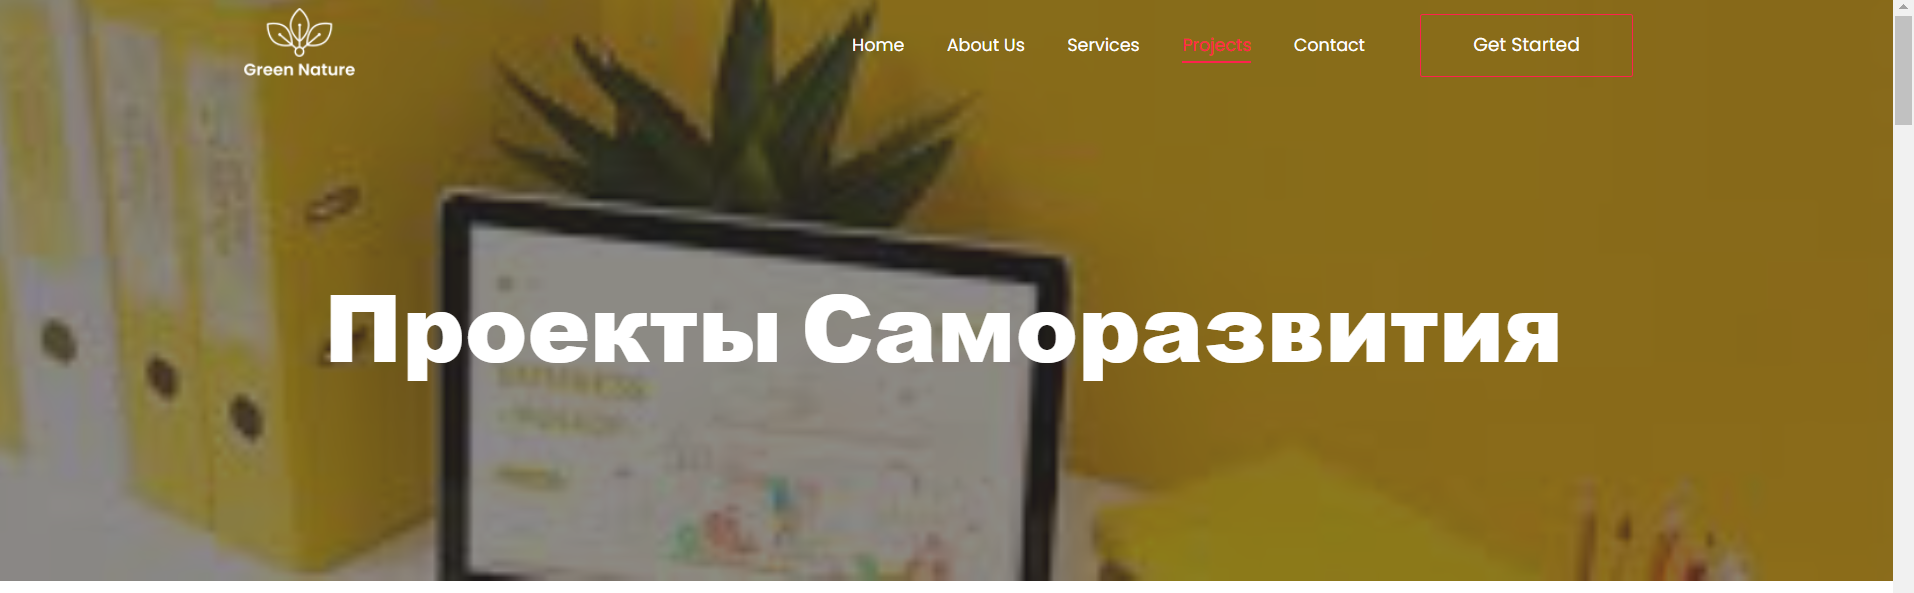 Green Nature
Home About Us Services Projects Contact Get Started
Проекты Саморазвития